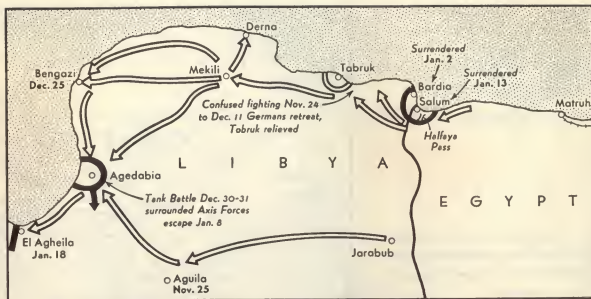 Derna
Bengazi
Dec. 25
Mekili
Tabruk
Surrendered
Jan. 2
Surrendered
Jan. 13
Bardia
Salum
Matruh
Halfaya
Pass
Confused fighting Nov. 24
to Dec. 11 Germans retreat,
Tobruk relieved
LIBYA
EGYPT
Agedabia
Tank Battle Dec. 30-31
surrounded Axis Forces
escape Jan. 8
El Agheila
Jan. 18
Aguila
Nov. 25
Jarabub